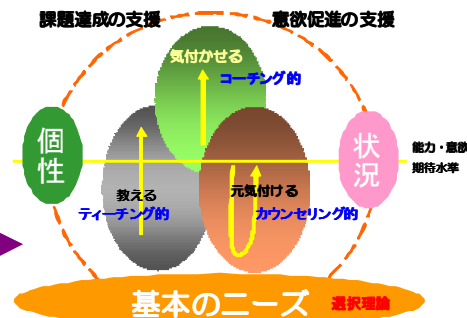 課題達成の支援
意欲促進の支援
気付かせる
コーチング的
個性
状況
能力・意欲
期待水準
教える
ティーチング的
元気付ける
カウンセリング的
基本のニーズ
選択理論